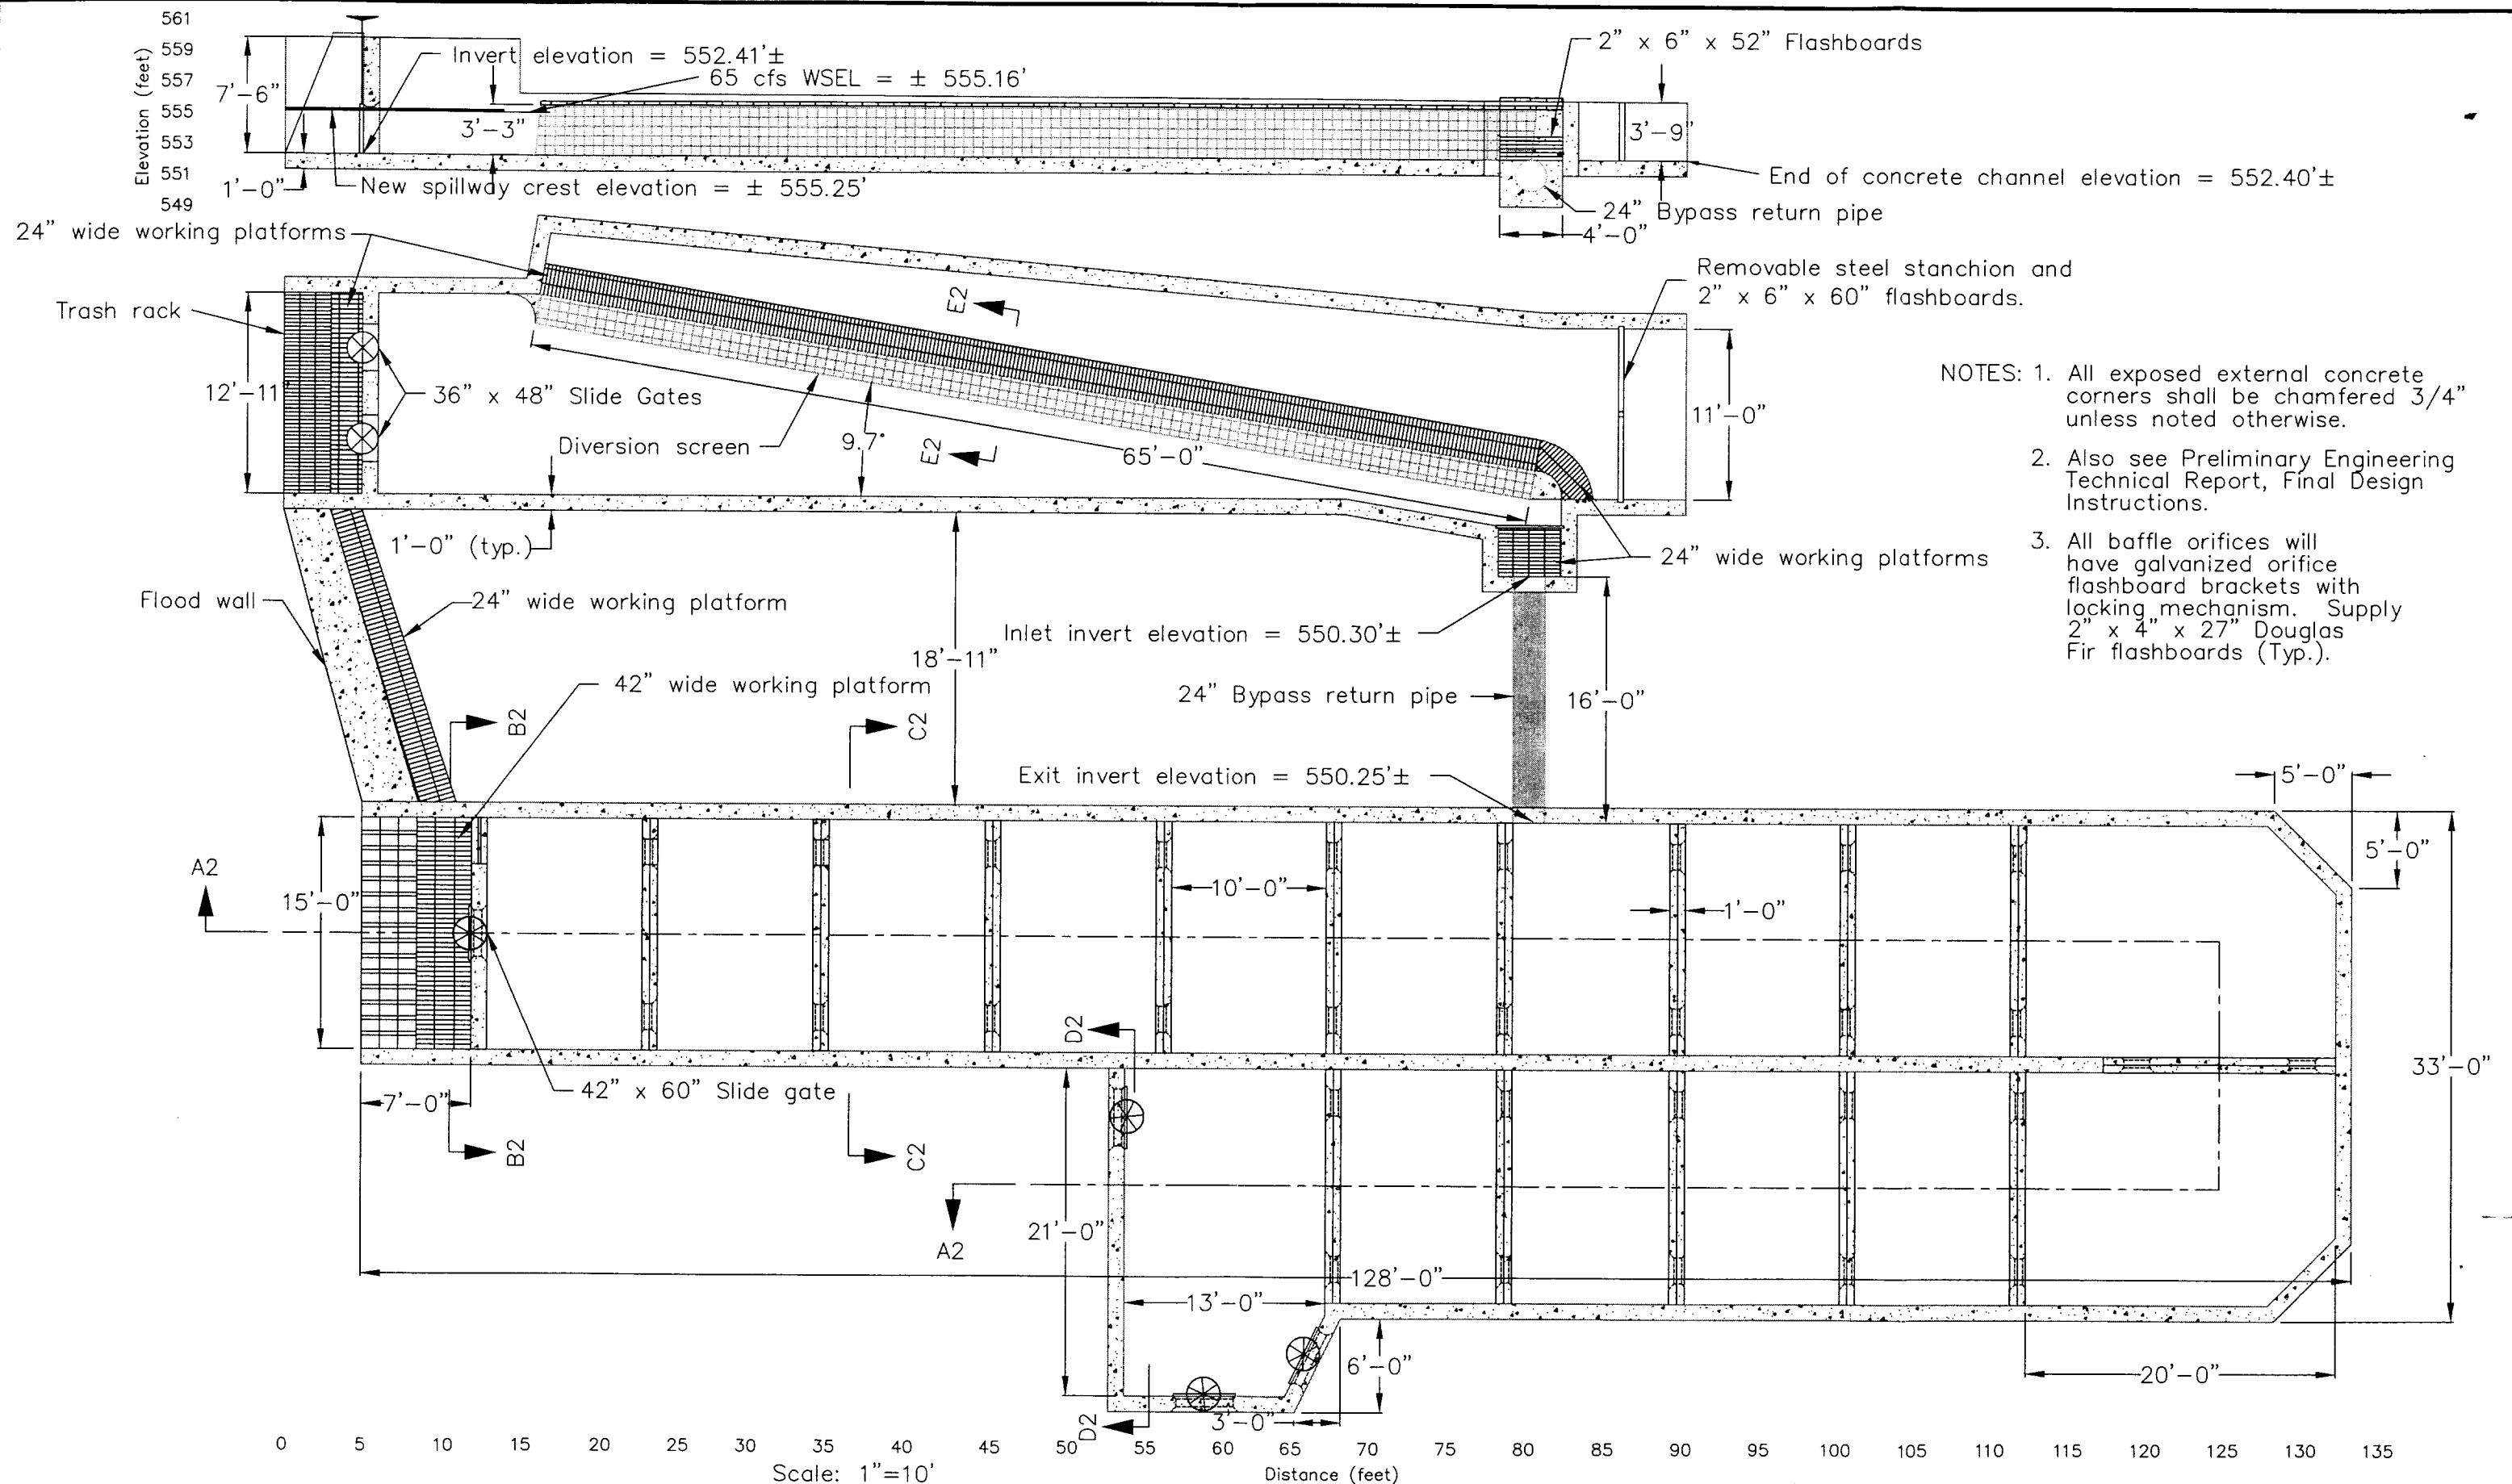 561
559
557
555
553
551
549
Elevation (feet)
7'-6"
1'-0"
Invert elevation = 552.41'±
65 cfs WSEL = ± 555.16'
3'-3"
New spillway crest elevation = ± 555.25'
2" x 6" x 52" Flashboards
3'-9"
End of concrete channel elevation = 552.40'±
24" Bypass return pipe
4'-0"
24" wide working platforms
Trash rack
12'-11"
36" x 48" Slide Gates
Diversion screen
9.7°
E2
E2
65'-0"
Removable steel stanchion and
2" x 6" x 60" flashboards.
11'-0"
1'-0" (typ.)
24" wide working platforms
Flood wall
24" wide working platform
Inlet invert elevation = 550.30'±
18'-11"
42" wide working platform
24" Bypass return pipe
16'-0"
B2
C2
Exit invert elevation = 550.25'±
NOTES: 1. All exposed external concrete
corners shall be chamfered 3/4"
unless noted otherwise.
2. Also see Preliminary Engineering
Technical Report, Final Design
Instructions.
3. All baffle orifices will
have galvanized orifice
flashboard brackets with
locking mechanism. Supply
2" x 4" x 27" Douglas
Fir flashboards (Typ.).
5'-0"
5'-0"
A2
15'-0"
10'-0"
1'-0"
D2
33'-0"
7'-0"
42" x 60" Slide gate
B2
C2
21'-0"
A2
128'-0"
13'-0"
6'-0"
20'-0"
3'-0"
D2
0 5 10 15 20 25 30 35 40 45 50 55 60 65 70 75 80 85 90 95 100 105 110 115 120 125 130 135
Scale: 1"=10'
Distance (feet)